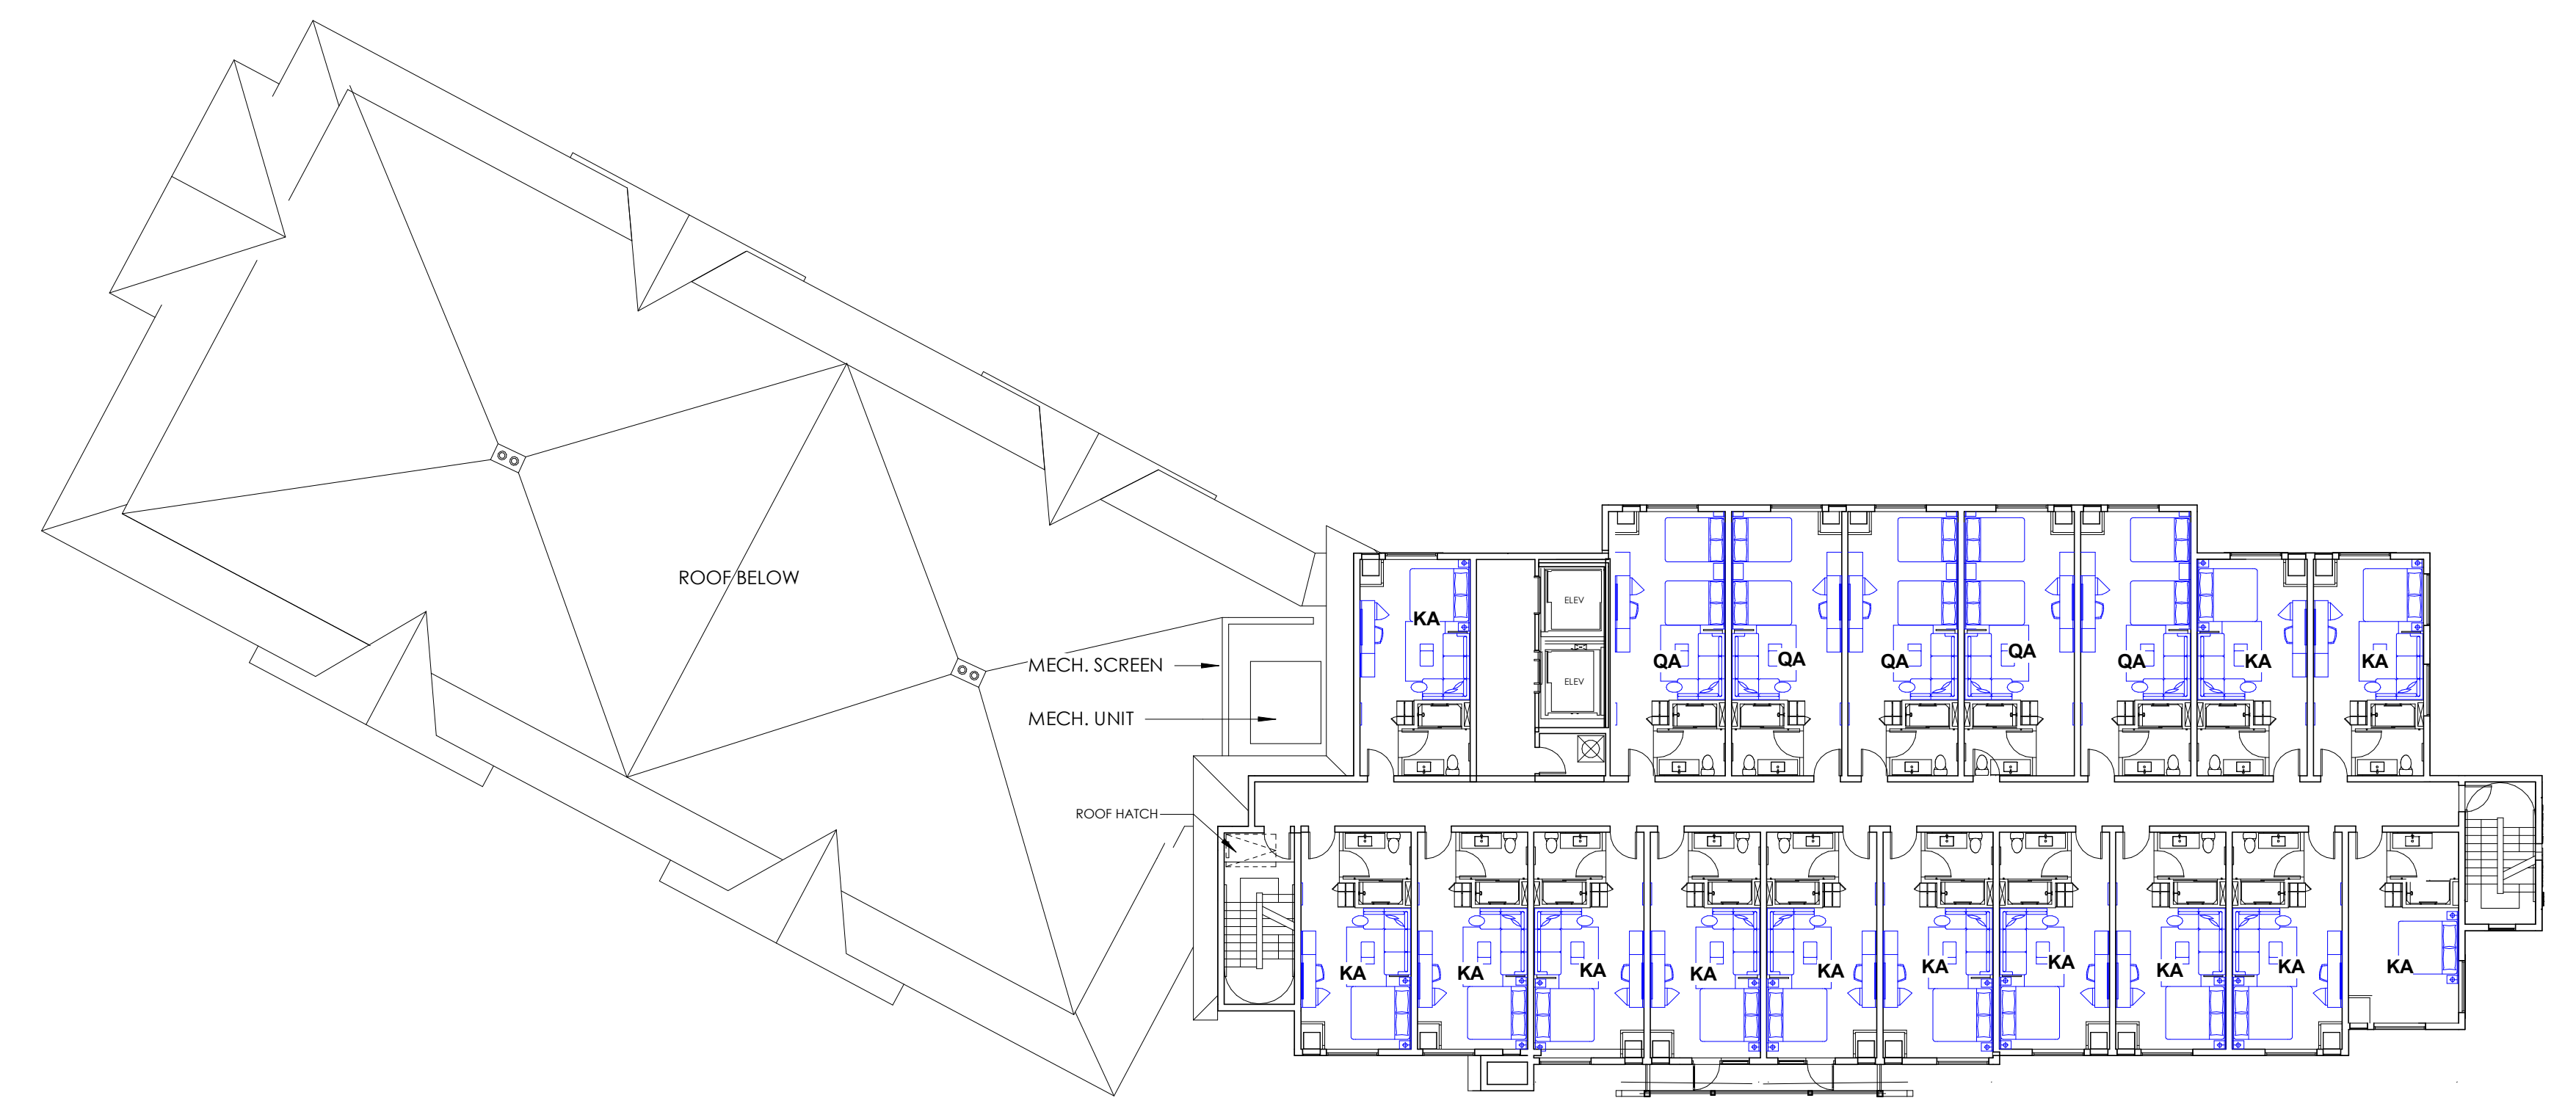 ROOF BELOW
MECH. SCREEN
MECH. UNIT
ROOF HATCH
ELEV
ELEV
KA
QA
QA
QA
QA
QA
KA
KA
KA
KA
KA
KA
KA
KA
KA
KA
KA
KA